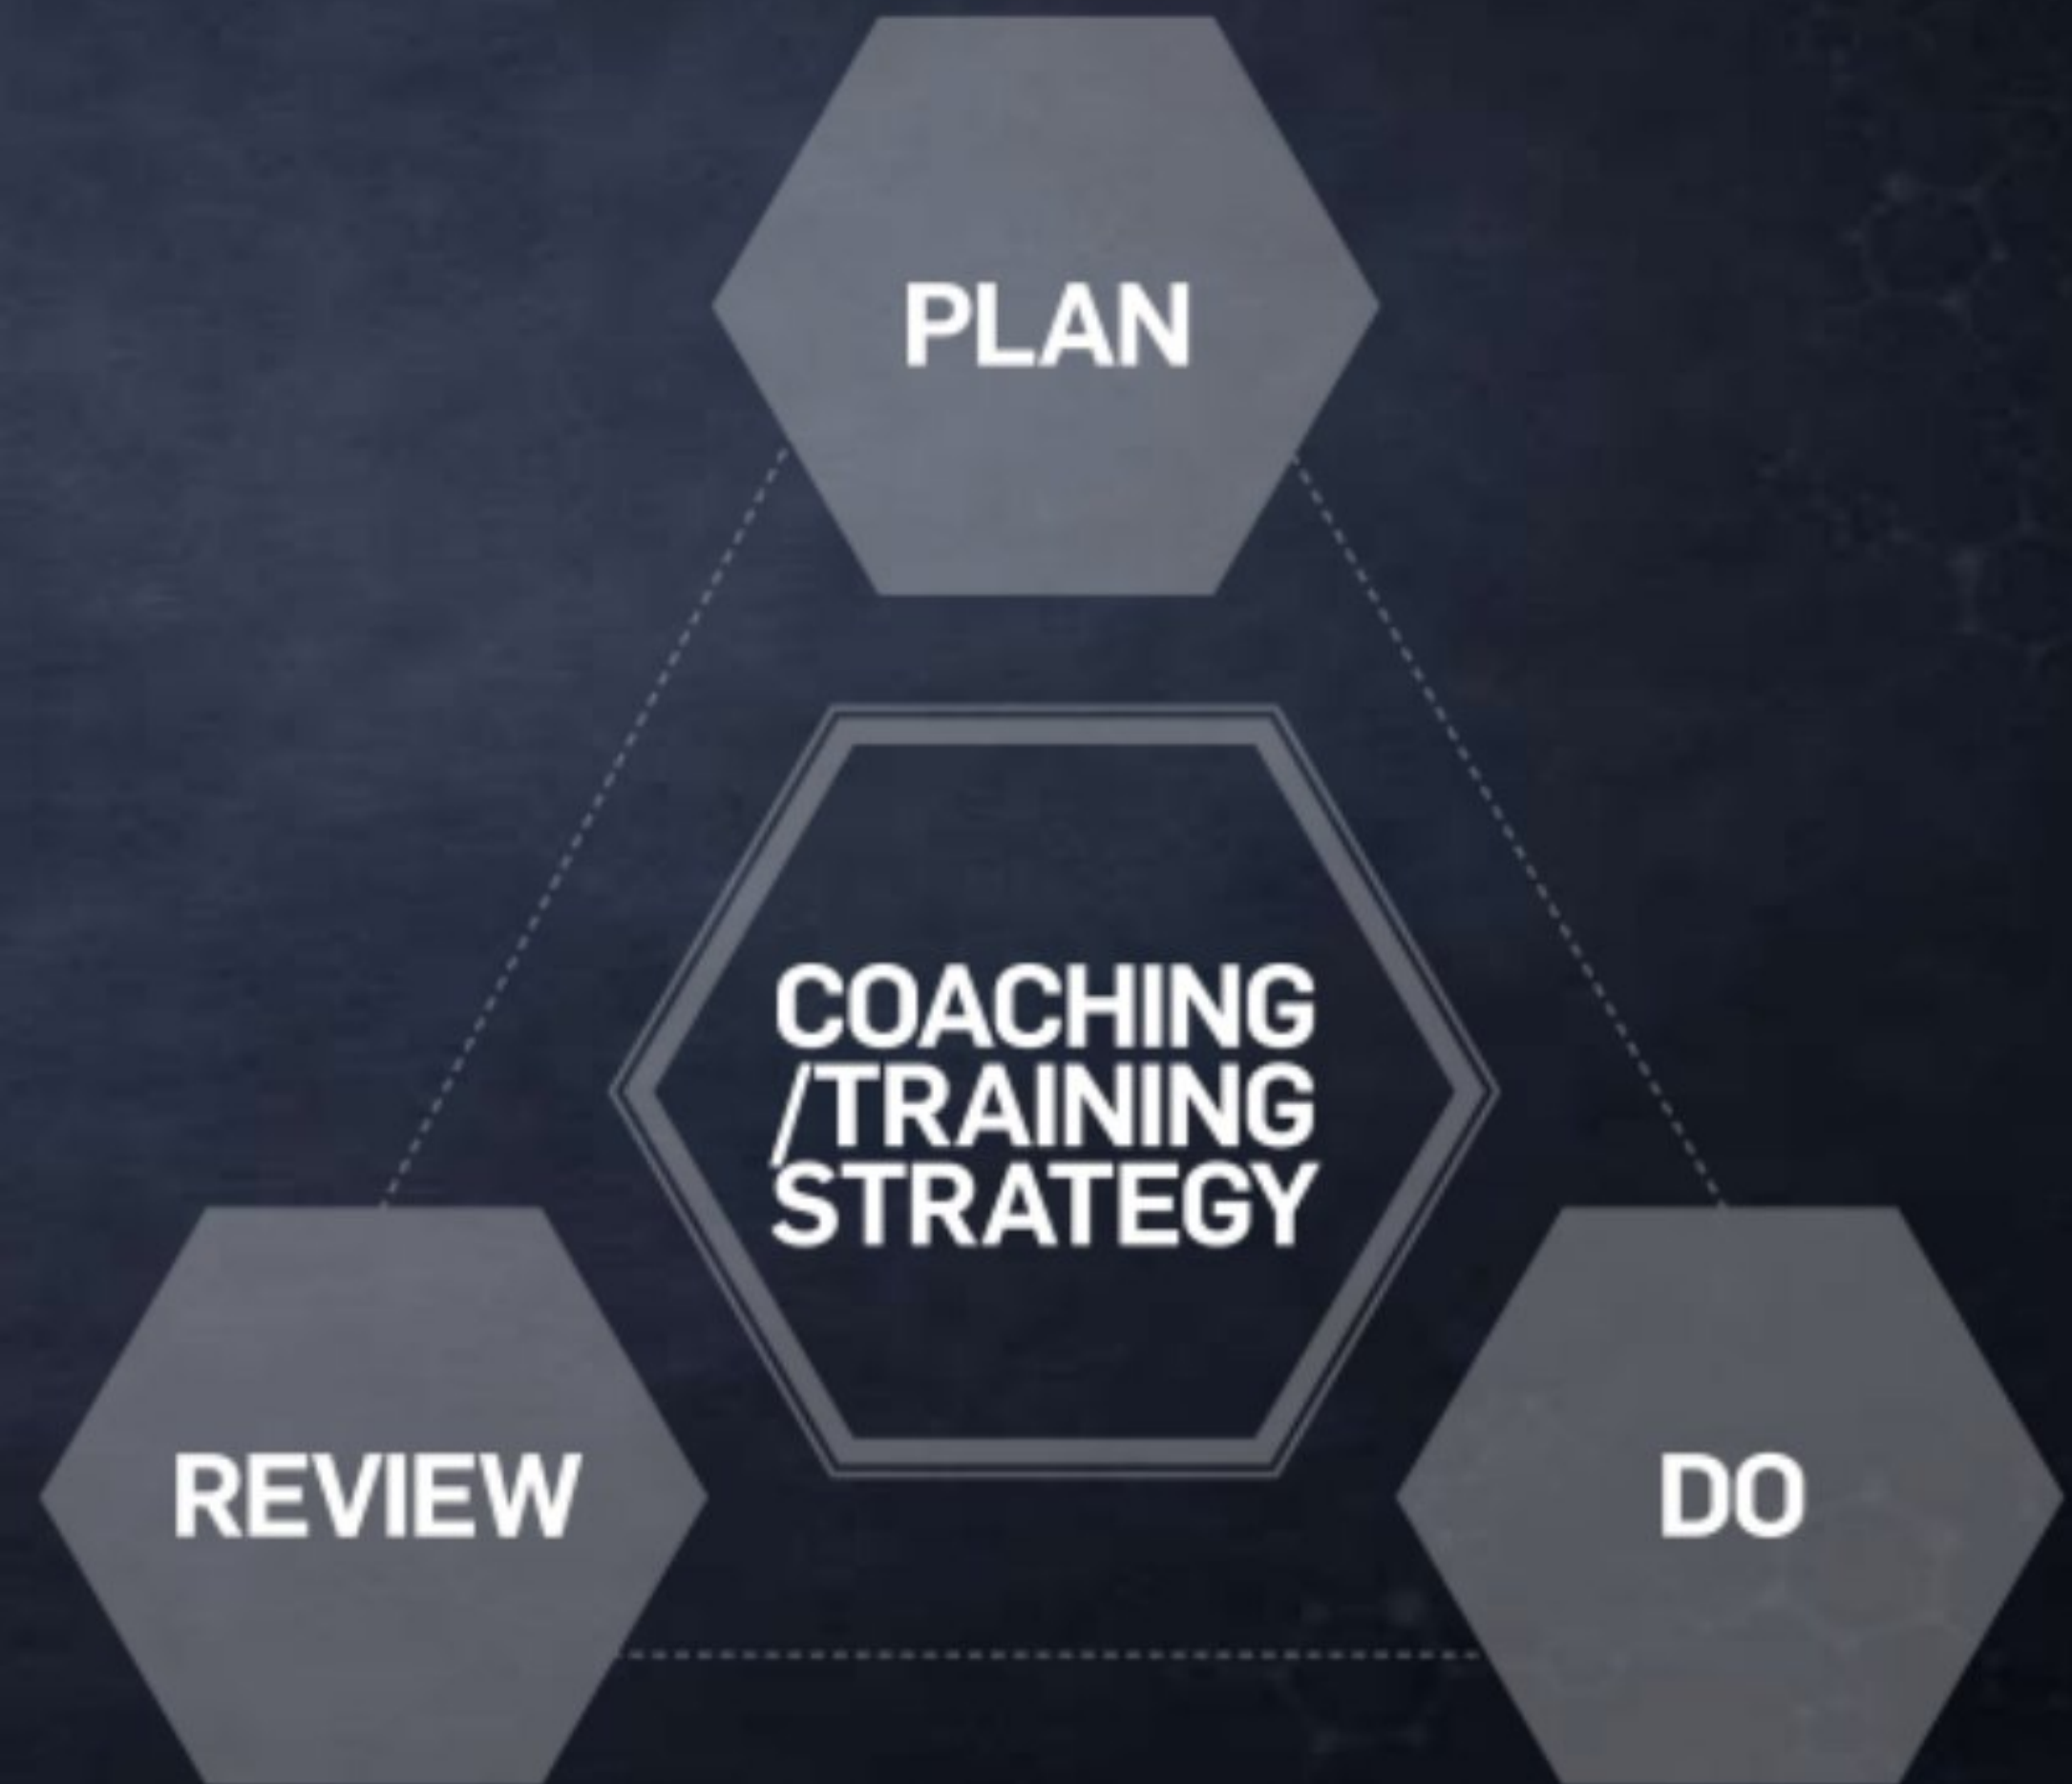 PLAN
COACHING
/TRAINING
STRATEGY
REVIEW
DO